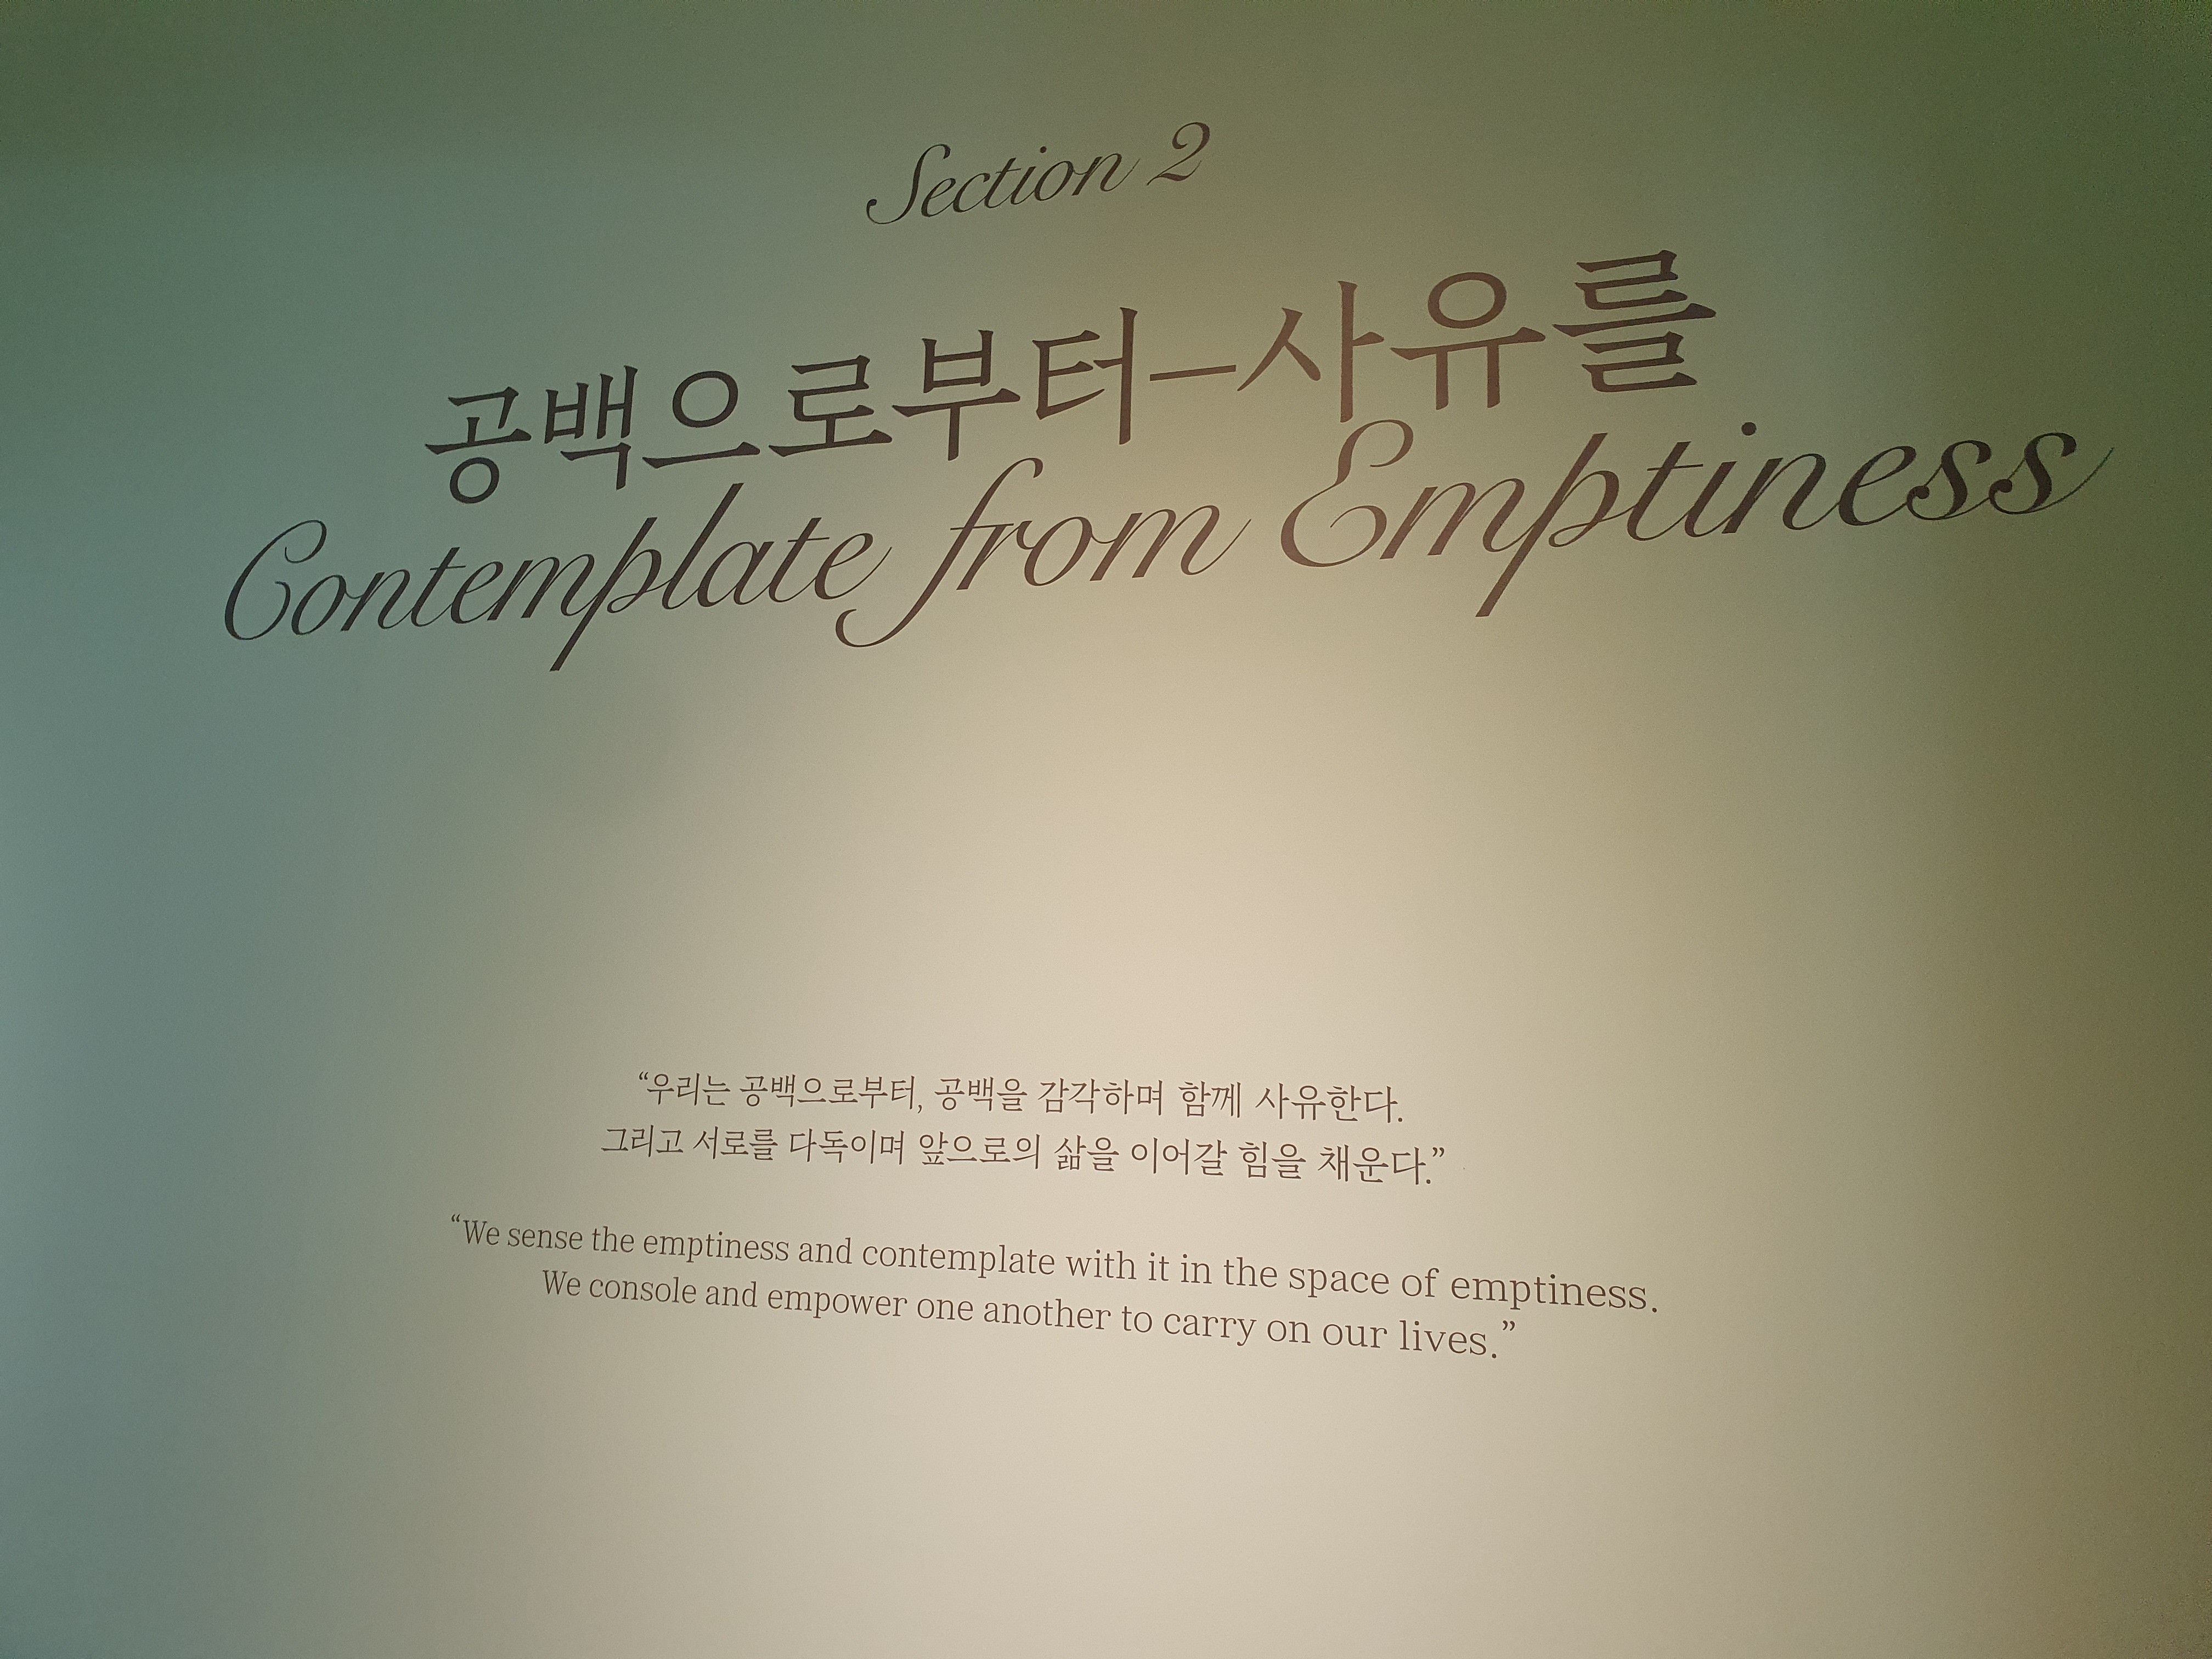 Section 2
공백으로부터–사유를
Contemplate from Emptiness
“우리는 공백으로부터, 공백을 감각하며 함께 사유한다.
그리고 서로를 다독이며 앞으로의 삶을 이어갈 힘을 채운다.”
“We sense the emptiness and contemplate with it in the space of emptiness.
We console and empower one another to carry on our lives.”